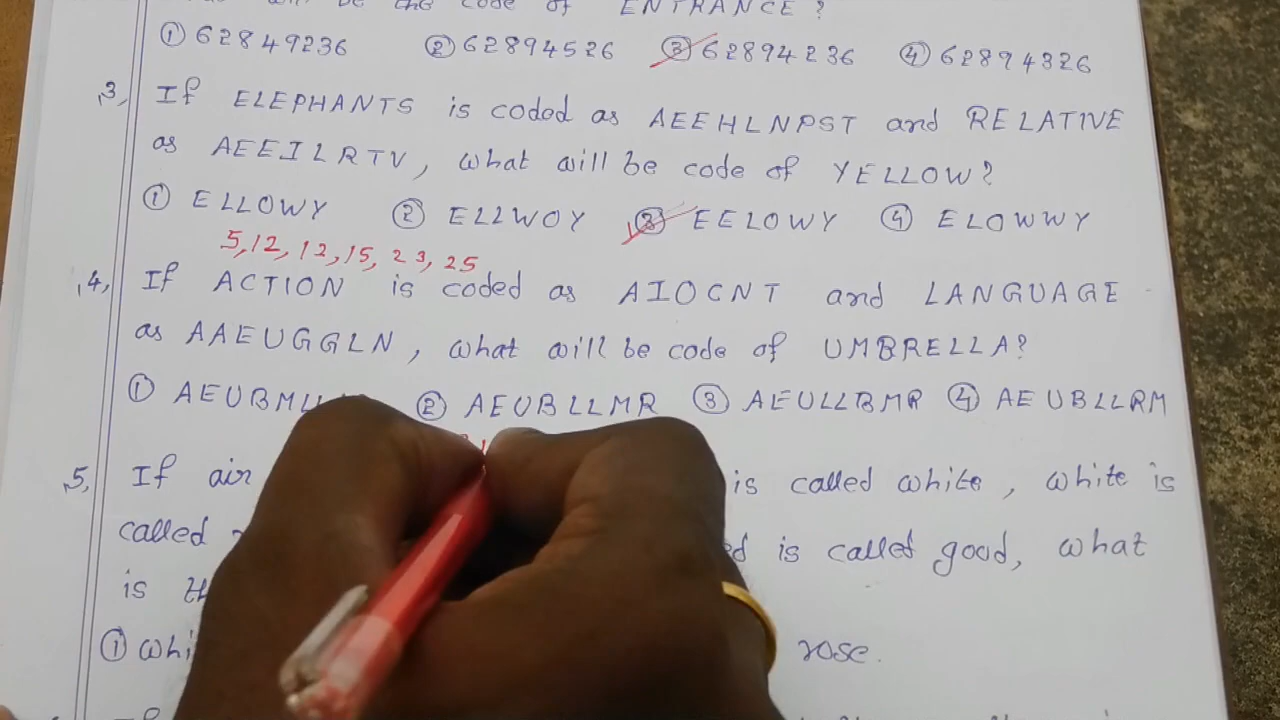 be the code of ENTRANCE?
① 62849236 ② 62894526 ③ 62894236 ④ 62894326
3, If ELEPHANTS is coded as AEEHLNPST and RELATIVE
as AEEILRTV, what will be code of YELLOW?
① ELLOWY ② ELLWOY ③ EELOWY ④ ELOWWY
5, 12, 12, 15, 23, 25
4, If ACTION is coded as AIOCNT and LANGUAGE
as AAEUGGLN, what will be code of UMBRELLA?
① AEUBML ② AEUBLLMR ③ AEULLBMR ④ AEUBLLRM
5, If air is called white, white is
called is called good, what
is
① whi rose.